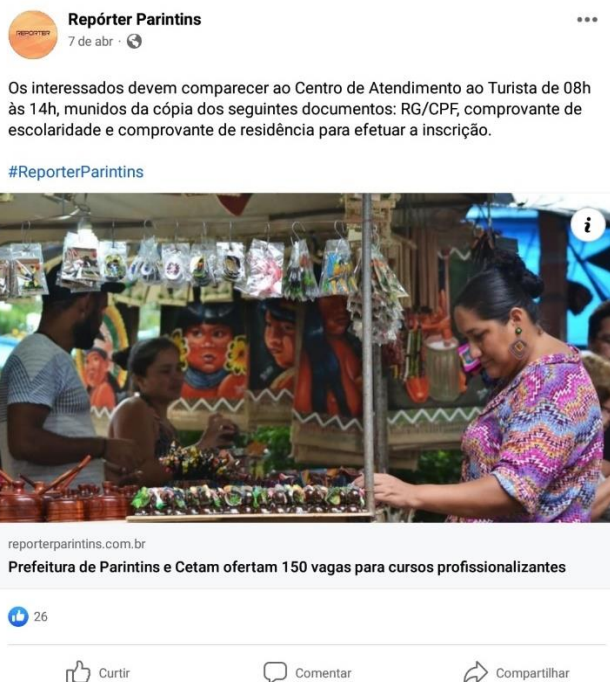 REPORTER
Repórter Parintins
7 de abr ·
Os interessados devem comparecer ao Centro de Atendimento ao Turista de 08h
às 14h, munidos da cópia dos seguintes documentos: RG/CPF, comprovante de
escolaridade e comprovante de residência para efetuar a inscrição.
#ReporterParintins
i
reporterparintins.com.br
Prefeitura de Parintins e Cetam ofertam 150 vagas para cursos profissionalizantes
26
Curtir
Comentar
Compartilhar